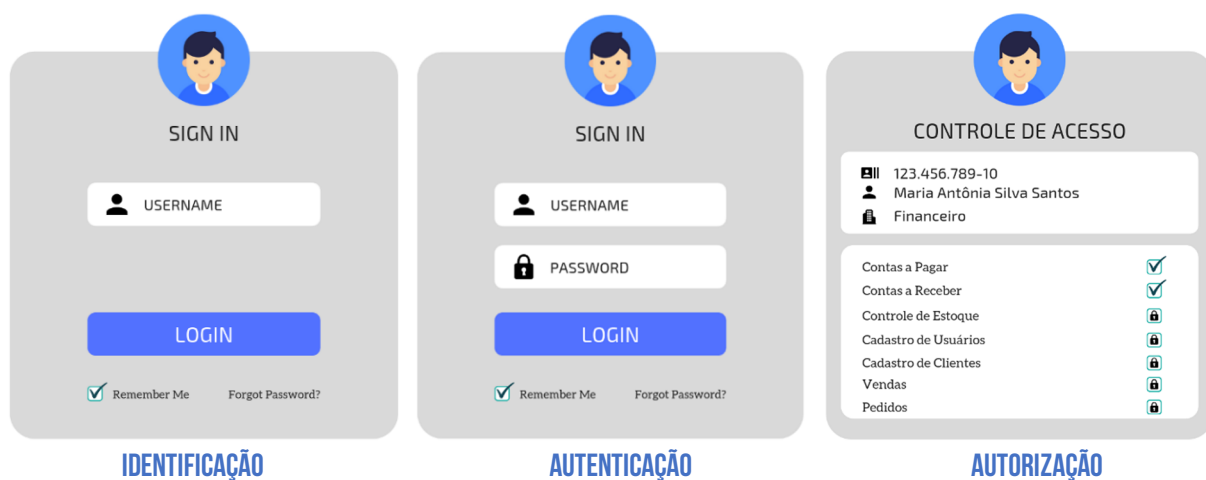 SIGN IN
USERNAME
LOGIN
Remember Me
Forgot Password?
IDENTIFICAÇÃO
SIGN IN
USERNAME
PASSWORD
LOGIN
Remember Me
Forgot Password?
AUTENTICAÇÃO
CONTROLE DE ACESSO
123.456.789-10
Maria Antônia Silva Santos
Financeiro
Contas a Pagar
Contas a Receber
Controle de Estoque
Cadastro de Usuários
Cadastro de Clientes
Vendas
Pedidos
AUTORIZAÇÃO